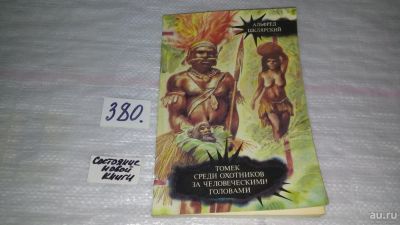 АЛЬФРЕД
ШКЛЯРСКИЙ
380.
Состояние
новой
книги
ТОМЕК
СРЕДИ ОХОТНИКОВ
ЗА ЧЕЛОВЕЧЕСКИМИ
ГОЛОВАМИ
au.ru